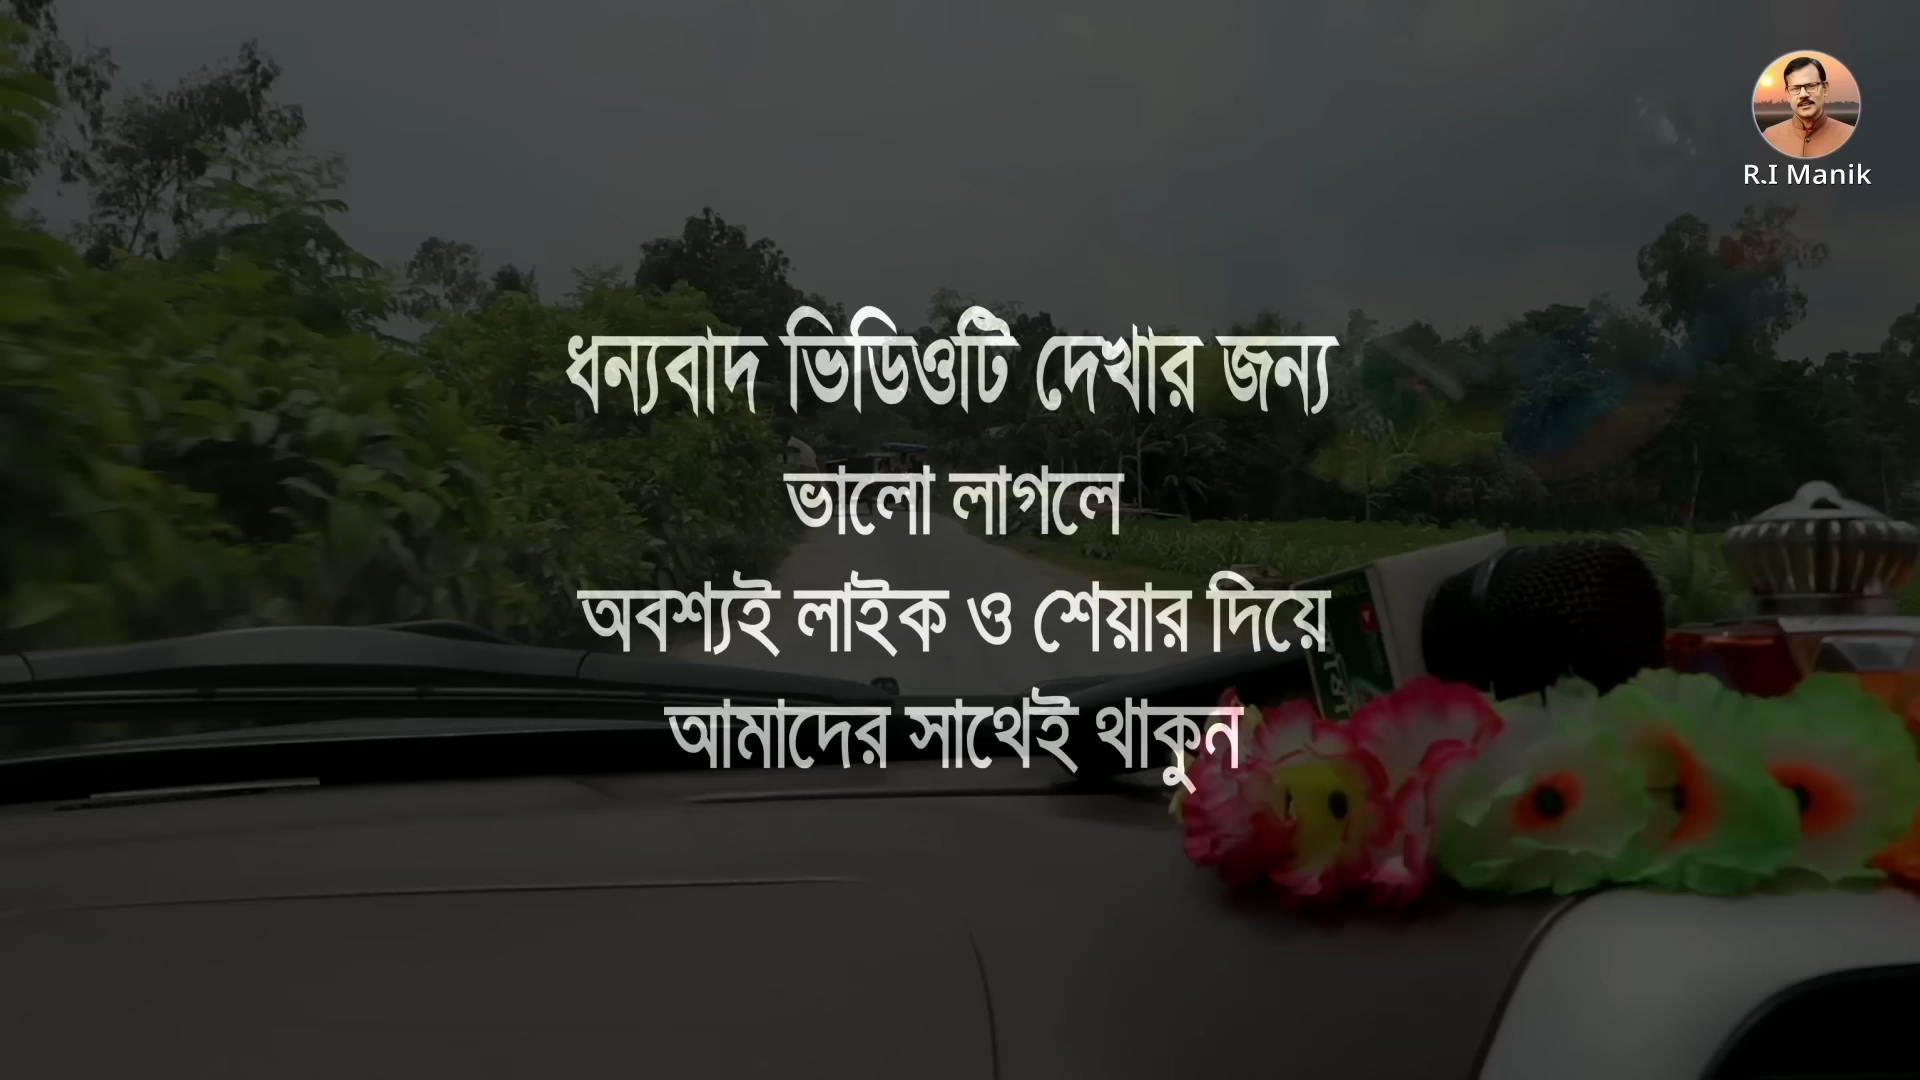 R.I Manik
ধন্যবাদ ভিডিওটি দেখার জন্য
ভালো লাগলে
অবশ্যই লাইক ও শেয়ার দিয়ে
আমাদের সাথেই থাকুন